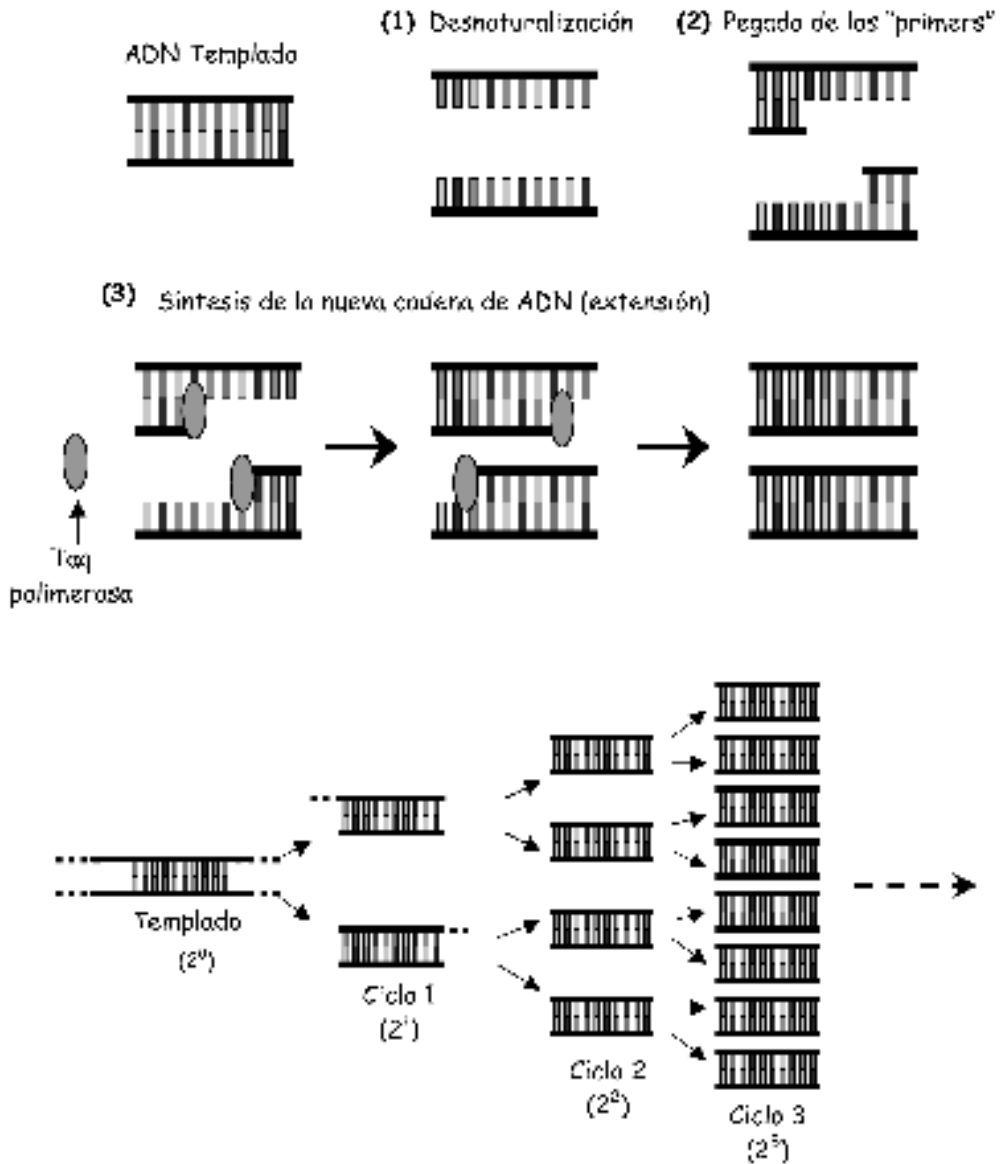 ADN Templado
(1) Desnaturalización
(2) Pegado de los "primers"
(3) Síntesis de la nueva cadena de ADN (extensión)
Taq
polimerasa
Templado
(2⁰)
Ciclo 1
(2¹)
Ciclo 2
(2²)
Ciclo 3
(2³)